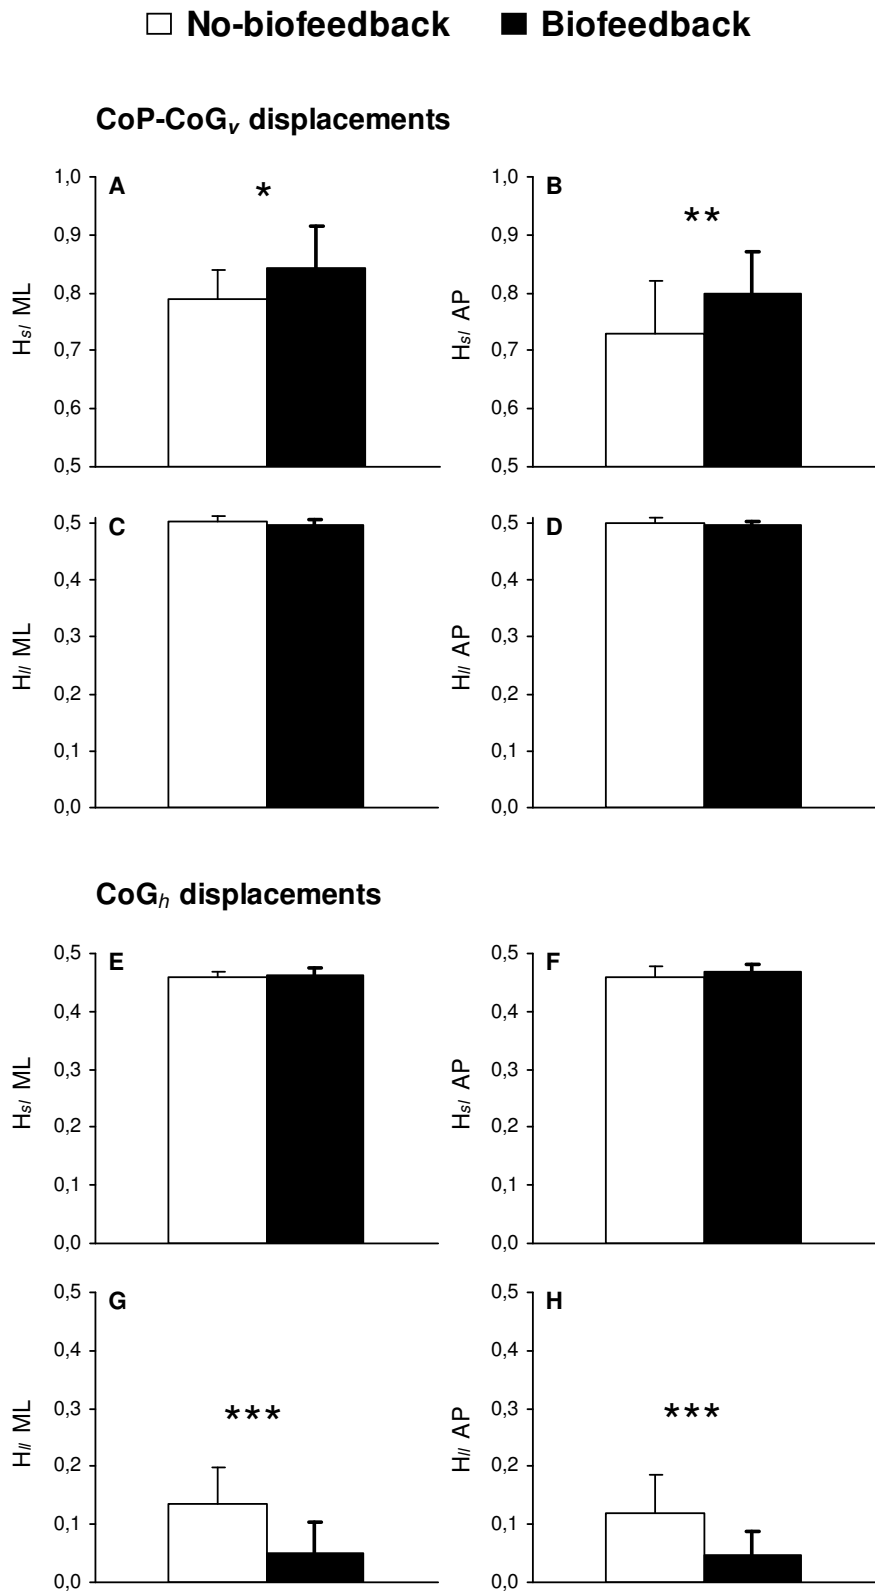 No-biofeedback Biofeedback
CoP-CoGv displacements
A * B **
1,0 1,0
0,9 0,9
0,8 0,8
0,7 0,7
0,6 0,6
0,5 0,5
Hsl ML Hsl AP
C D
0,5 0,5
0,4 0,4
0,3 0,3
0,2 0,2
0,1 0,1
0,0 0,0
Hll ML Hll AP
CoGh displacements
E F
0,5 0,5
0,4 0,4
0,3 0,3
0,2 0,2
0,1 0,1
0,0 0,0
Hsl ML Hsl AP
G *** H ***
0,5 0,5
0,4 0,4
0,3 0,3
0,2 0,2
0,1 0,1
0,0 0,0
Hll ML Hll AP